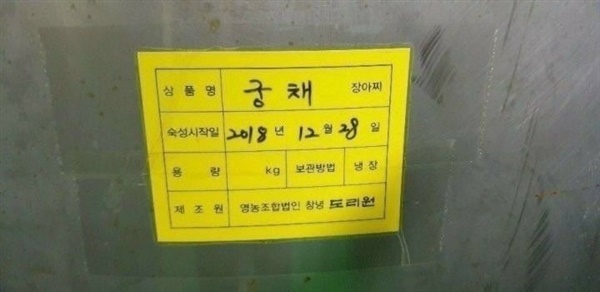 상 품 명 궁 채 장아찌
숙성시작일 2018 년 12 월 28 일
용 량 kg 보관방법 냉 장
제 조 원 영농조합법인 창녕 도리원